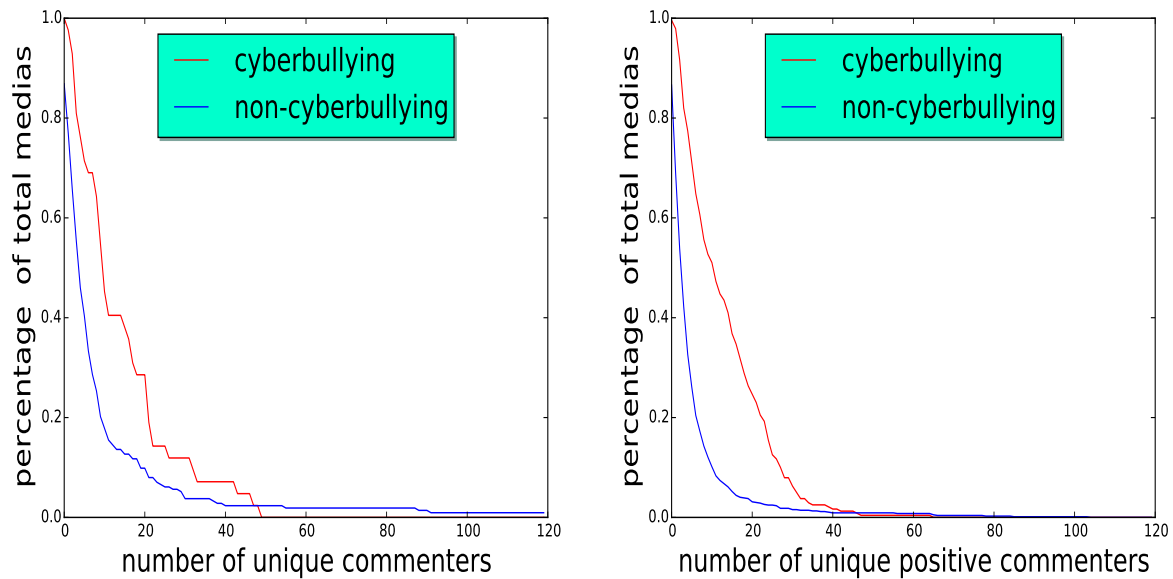 percentage of total medias
1.0
0.8
0.6
0.4
0.2
0.0
cyberbullying
non-cyberbullying
0 20 40 60 80 100 120
number of unique commenters
percentage of total medias
1.0
0.8
0.6
0.4
0.2
0.0
cyberbullying
non-cyberbullying
0 20 40 60 80 100 120
number of unique positive commenters